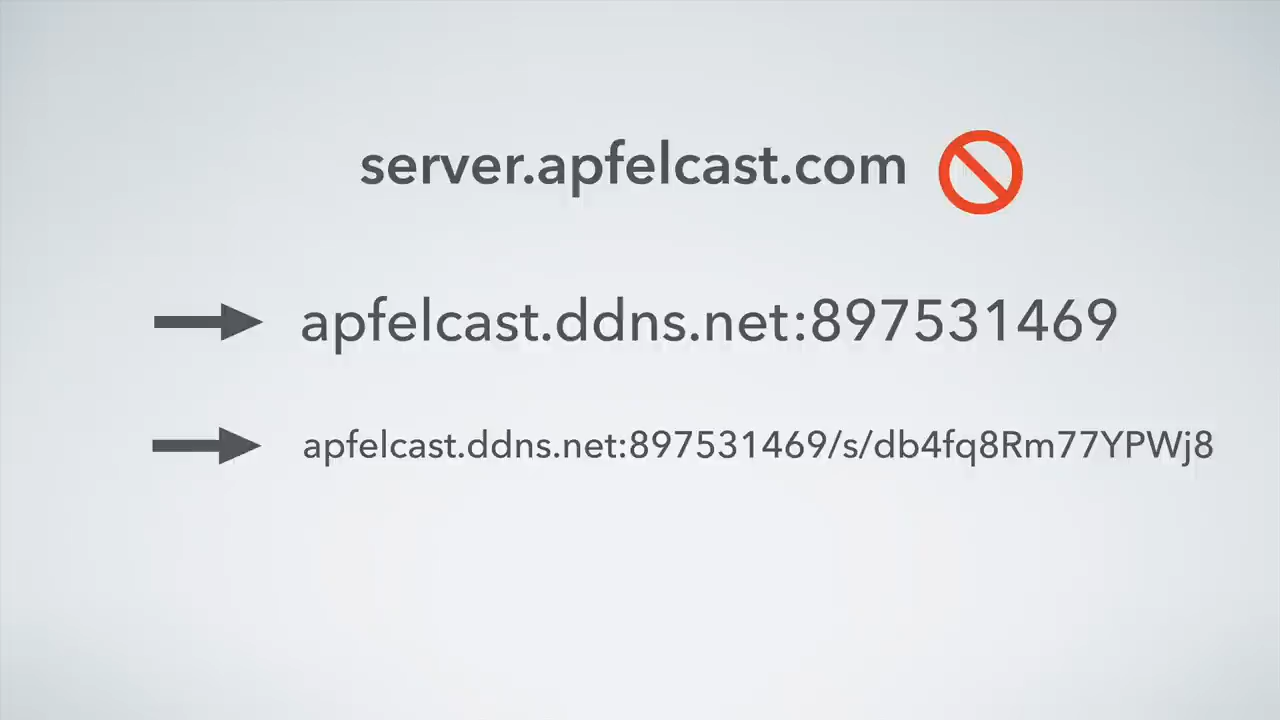 server.apfelcast.com
apfelcast.ddns.net:897531469
apfelcast.ddns.net:897531469/s/db4fq8Rm77YPWj8